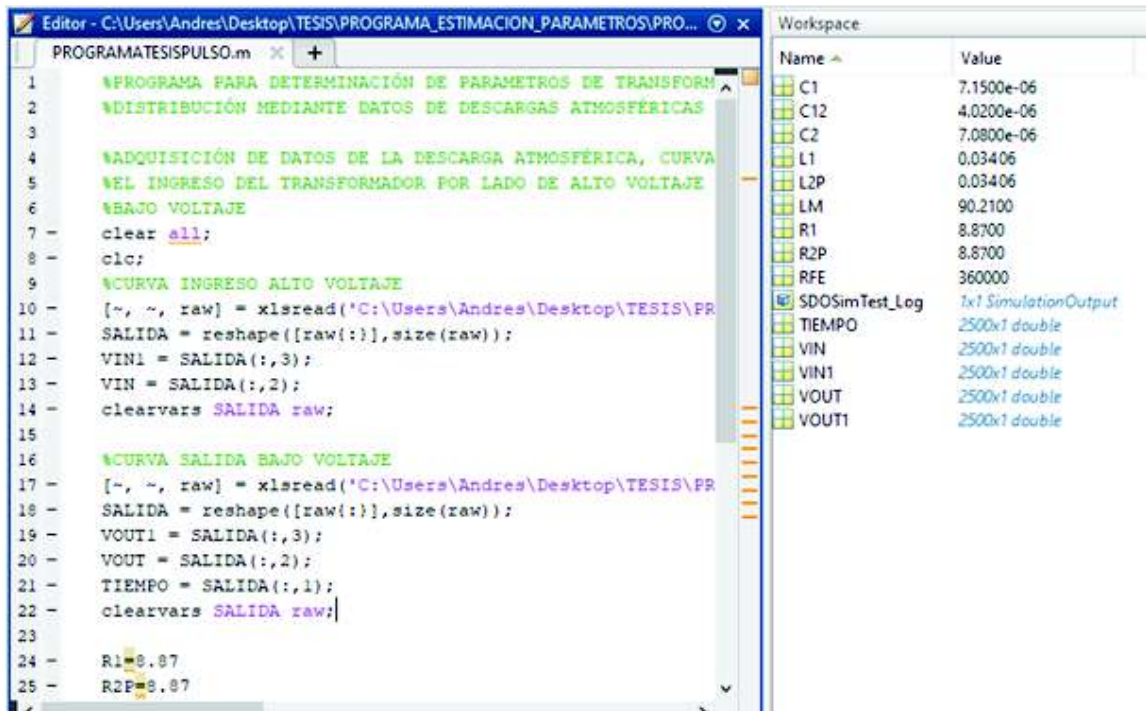 Editor - C:\Users\Andres\Desktop\TESIS\PROGRAMA_ESTIMACION_PARAMETROS\PRO...
PROGRAMATESISPULSO.m
1 %PROGRAMA PARA DETERMINACIÓN DE PARAMETROS DE TRANSFORM
2 %DISTRIBUCIÓN MEDIANTE DATOS DE DESCARGAS ATMOSFÉRICAS
3
4 %ADQUISICIÓN DE DATOS DE LA DESCARGA ATMOSFÉRICA, CURVA
5 %EL INGRESO DEL TRANSFORMADOR POR LADO DE ALTO VOLTAJE
6 %BAJO VOLTAJE
7 - clear all;
8 - clc;
9 %CURVA INGRESO ALTO VOLTAJE
10 - [~, ~, raw] = xlsread('C:\Users\Andres\Desktop\TESIS\PR
11 - SALIDA = reshape([raw{:}],size(raw));
12 - VIN1 = SALIDA(:,3);
13 - VIN = SALIDA(:,2);
14 - clearvars SALIDA raw;
15
16 %CURVA SALIDA BAJO VOLTAJE
17 - [~, ~, raw] = xlsread('C:\Users\Andres\Desktop\TESIS\PR
18 - SALIDA = reshape([raw{:}],size(raw));
19 - VOUT1 = SALIDA(:,3);
20 - VOUT = SALIDA(:,2);
21 - TIEMPO = SALIDA(:,1);
22 - clearvars SALIDA raw;
23
24 - R1=8.87
25 - R2P=8.87
Workspace
Name Value
C1 7.1500e-06
C12 4.0200e-06
C2 7.0800e-06
L1 0.03406
L2P 0.03406
LM 90.2100
R1 8.8700
R2P 8.8700
RFE 360000
SDOSimTest_Log 1x1 SimulationOutput
TIEMPO 2500x1 double
VIN 2500x1 double
VIN1 2500x1 double
VOUT 2500x1 double
VOUT1 2500x1 double